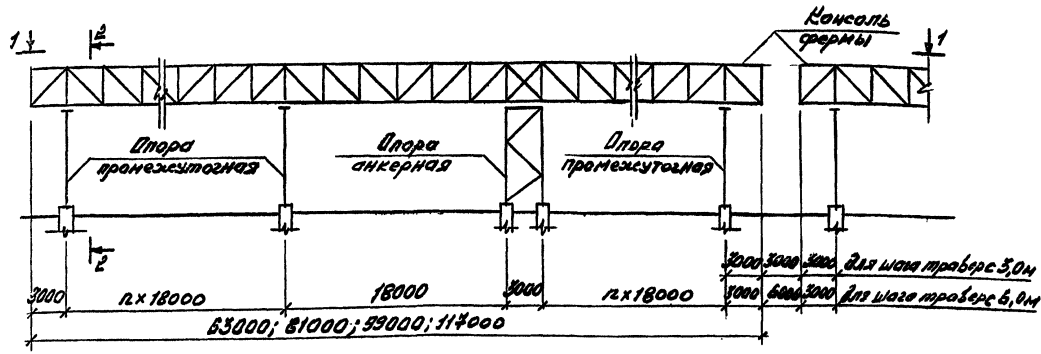 Консоль
фермы
1
2
1
Опора
промежуточная
Опора
анкерная
Опора
промежуточная
2
3000 3000 3000 Для шага траверс 3,0м
3000 n×18000 18000 3000 n×18000 3000 6000 3000 Для шага траверс 6,0м
63000; 81000; 99000; 117000